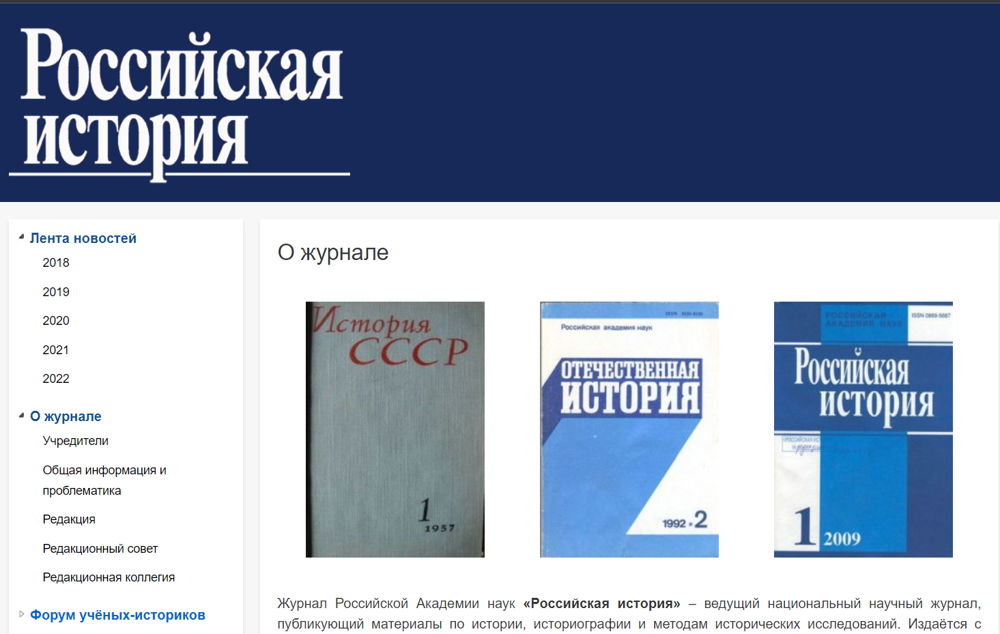 Российская
история
Лента новостей
2018
2019
2020
2021
2022
О журнале
Учредители
Общая информация и
проблематика
Редакция
Редакционный совет
Редакционная коллегия
Форум учёных-историков
О журнале
История
СССР
1
1957
ISSN
Российская академия наук
ОТЕЧЕСТВЕННАЯ
ИСТОРИЯ
1992 • 2
РОССИЙСКАЯ
АКАДЕМИЯ НАУК
ISSN 0869-5687
Российская
история
1 2009
Журнал Российской Академии наук «Российская история» – ведущий национальный научный журнал,
публикующий материалы по истории, историографии и методам исторических исследований. Издаётся с